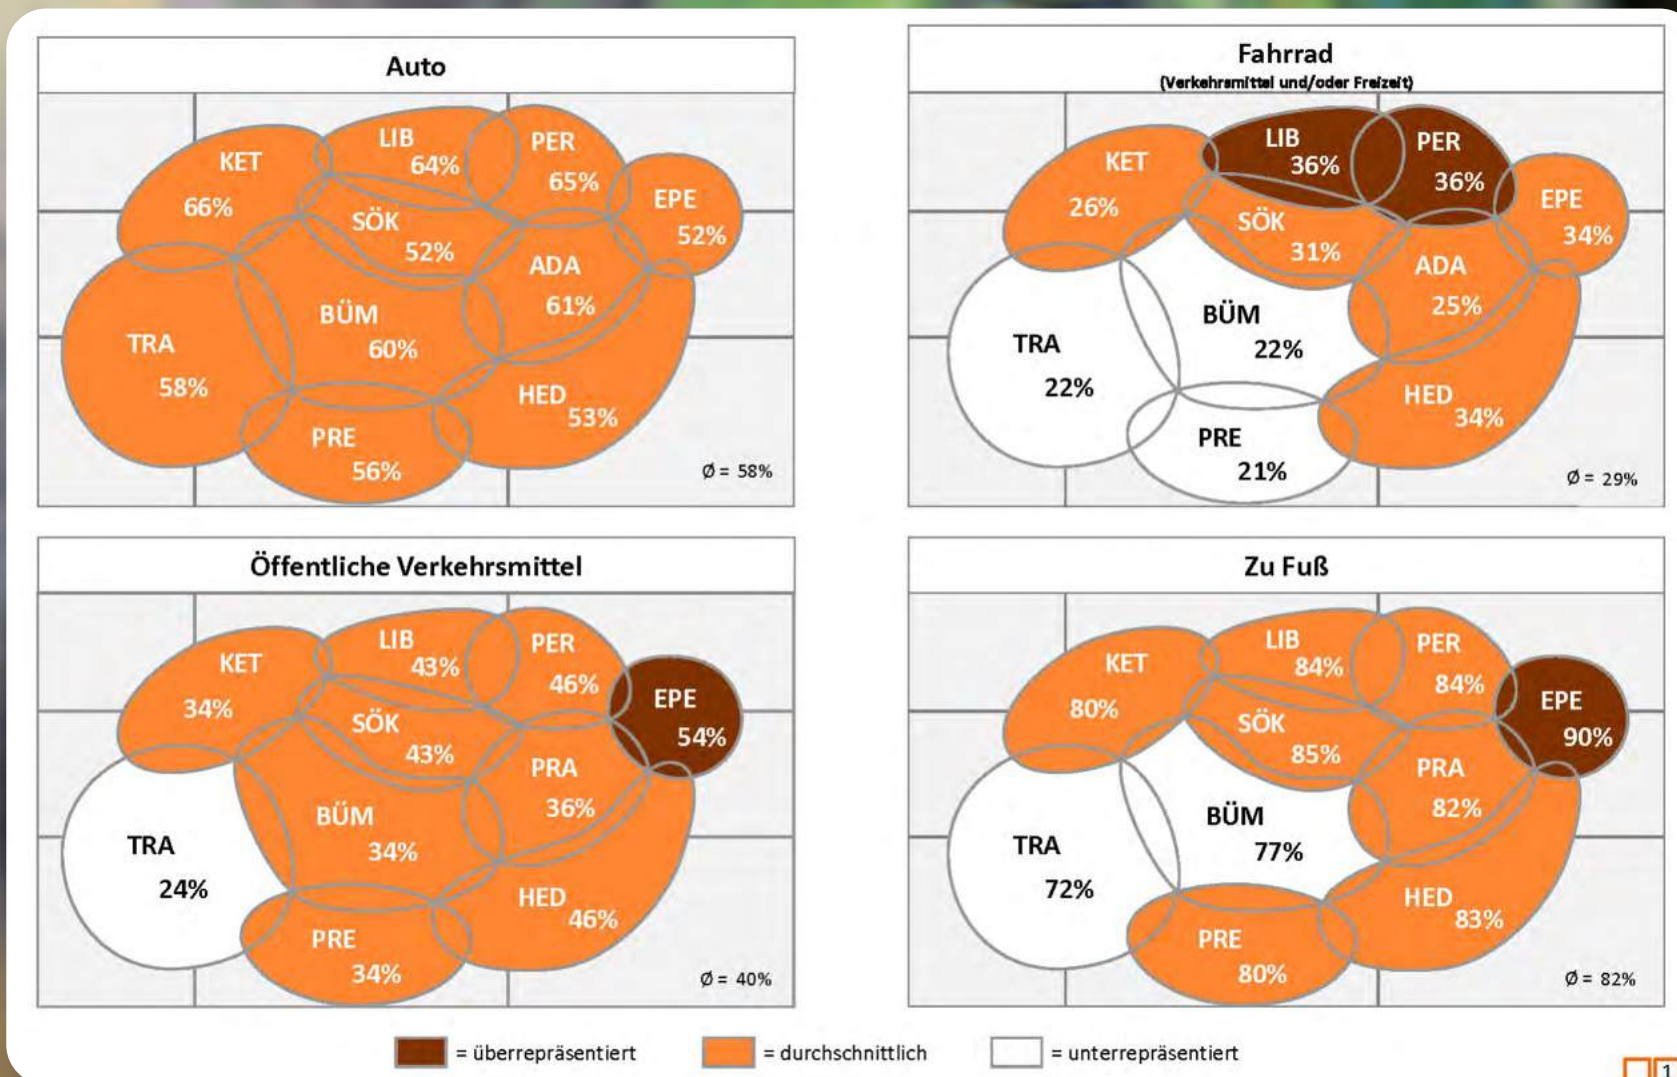 Auto
KET
66%
LIB
64%
PER
65%
EPE
52%
SÖK
52%
ADA
61%
BÜM
60%
TRA
58%
HED
53%
PRE
56%
Ø = 58%
Fahrrad
(Verkehrsmittel und/oder Freizeit)
KET
26%
LIB
36%
PER
36%
EPE
34%
SÖK
31%
ADA
25%
BÜM
22%
TRA
22%
HED
34%
PRE
21%
Ø = 29%
Öffentliche Verkehrsmittel
KET
34%
LIB
43%
PER
46%
EPE
54%
SÖK
43%
PRA
36%
BÜM
34%
TRA
24%
HED
46%
PRE
34%
Ø = 40%
Zu Fuß
KET
80%
LIB
84%
PER
84%
EPE
90%
SÖK
85%
PRA
82%
BÜM
77%
TRA
72%
HED
83%
PRE
80%
Ø = 82%
= überrepräsentiert
= durchschnittlich
= unterrepräsentiert